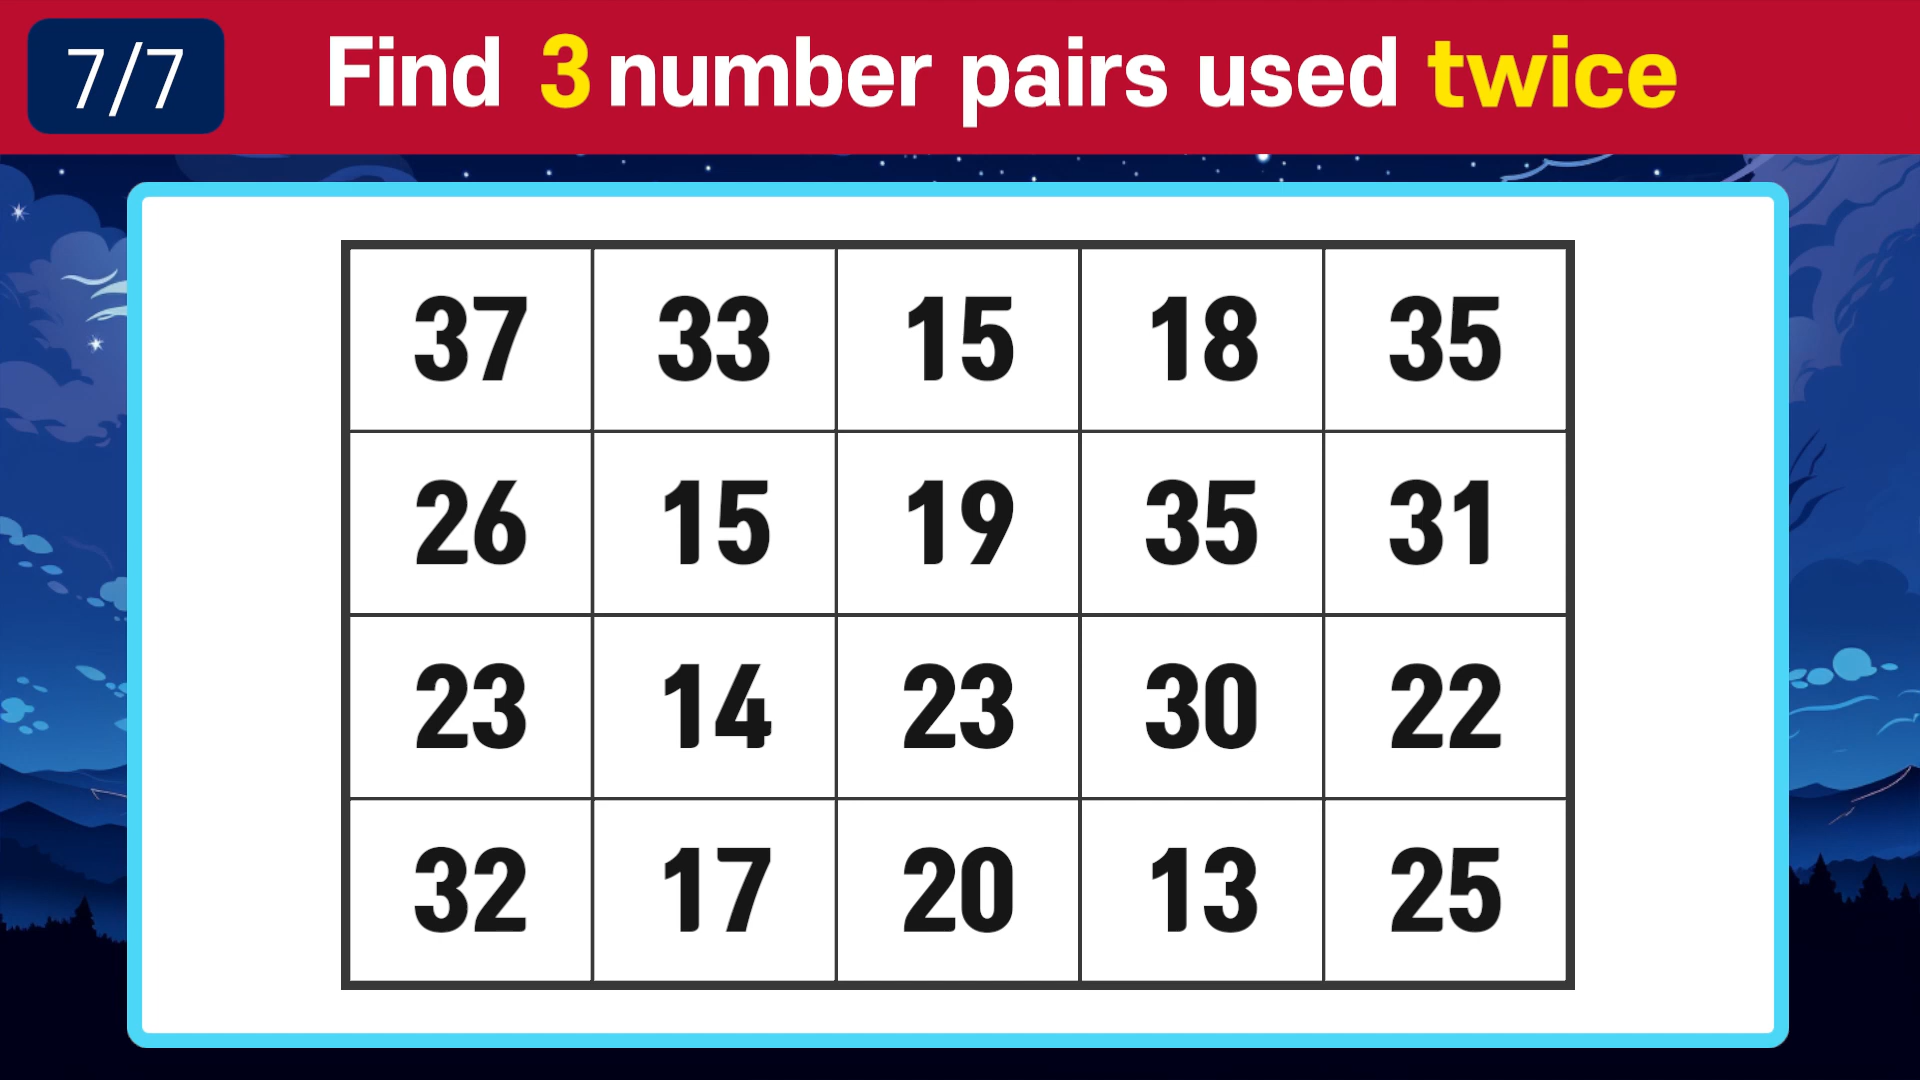 7/7 Find 3 number pairs used twice
37 33 15 18 35
26 15 19 35 31
23 14 23 30 22
32 17 20 13 25